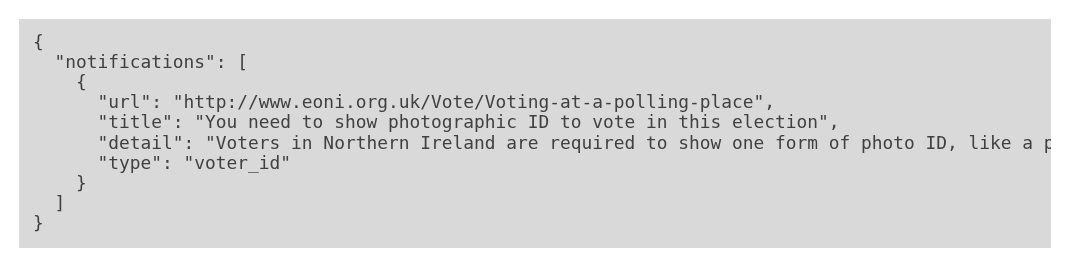 {
  "notifications": [
    {
      "url": "http://www.eoni.org.uk/Vote/Voting-at-a-polling-place",
      "title": "You need to show photographic ID to vote in this election",
      "detail": "Voters in Northern Ireland are required to show one form of photo ID, like a
      "type": "voter_id"
    }
  ]
}